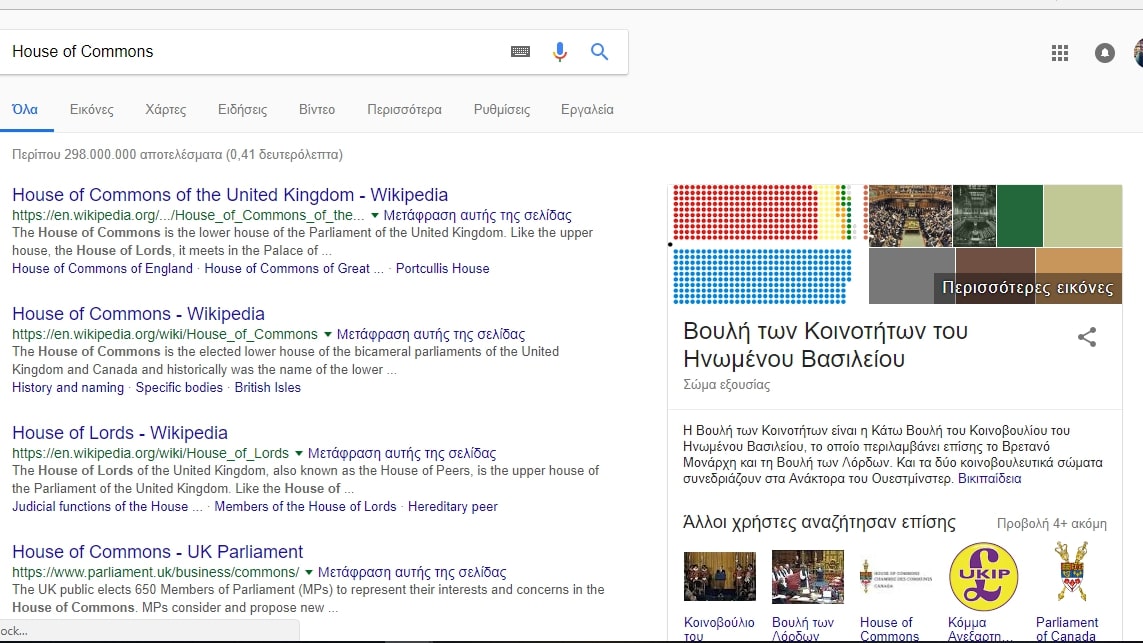 House of Commons
Όλα Εικόνες Χάρτες Ειδήσεις Βίντεο Περισσότερα Ρυθμίσεις Εργαλεία
Περίπου 298.000.000 αποτελέσματα (0,41 δευτερόλεπτα)
House of Commons of the United Kingdom - Wikipedia
https://en.wikipedia.org/.../House_of_Commons_of_the... Μετάφραση αυτής της σελίδας
The House of Commons is the lower house of the Parliament of the United Kingdom. Like the upper
house, the House of Lords, it meets in the Palace of ...
House of Commons of England · House of Commons of Great ... · Portcullis House
House of Commons - Wikipedia
https://en.wikipedia.org/wiki/House_of_Commons Μετάφραση αυτής της σελίδας
The House of Commons is the elected lower house of the bicameral parliaments of the United
Kingdom and Canada and historically was the name of the lower ...
History and naming · Specific bodies · British Isles
House of Lords - Wikipedia
https://en.wikipedia.org/wiki/House_of_Lords Μετάφραση αυτής της σελίδας
The House of Lords of the United Kingdom, also known as the House of Peers, is the upper house of
the Parliament of the United Kingdom. Like the House of ...
Judicial functions of the House ... · Members of the House of Lords · Hereditary peer
House of Commons - UK Parliament
https://www.parliament.uk/business/commons/ Μετάφραση αυτής της σελίδας
The UK public elects 650 Members of Parliament (MPs) to represent their interests and concerns in the
House of Commons. MPs consider and propose new ...
ock...
Περισσότερες εικόνες
Βουλή των Κοινοτήτων του
Ηνωμένου Βασιλείου
Σώμα εξουσίας
Η Βουλή των Κοινοτήτων είναι η Κάτω Βουλή του Κοινοβουλίου του
Ηνωμένου Βασιλείου, το οποίο περιλαμβάνει επίσης το Βρετανό
Μονάρχη και τη Βουλή των Λόρδων. Και τα δύο κοινοβουλευτικά σώματα
συνεδριάζουν στα Ανάκτορα του Ουεστμίνστερ. Βικιπαίδεια
Άλλοι χρήστες αναζήτησαν επίσης Προβολή 4+ ακόμη
HOUSE OF COMMONS
CHAMBRE DES COMMUNES
CANADA
UKIP
Κοινοβούλιο Βουλή των House of Κόμμα Parliament
του Λόρδων Commons Ανεξαρτη... of Canada